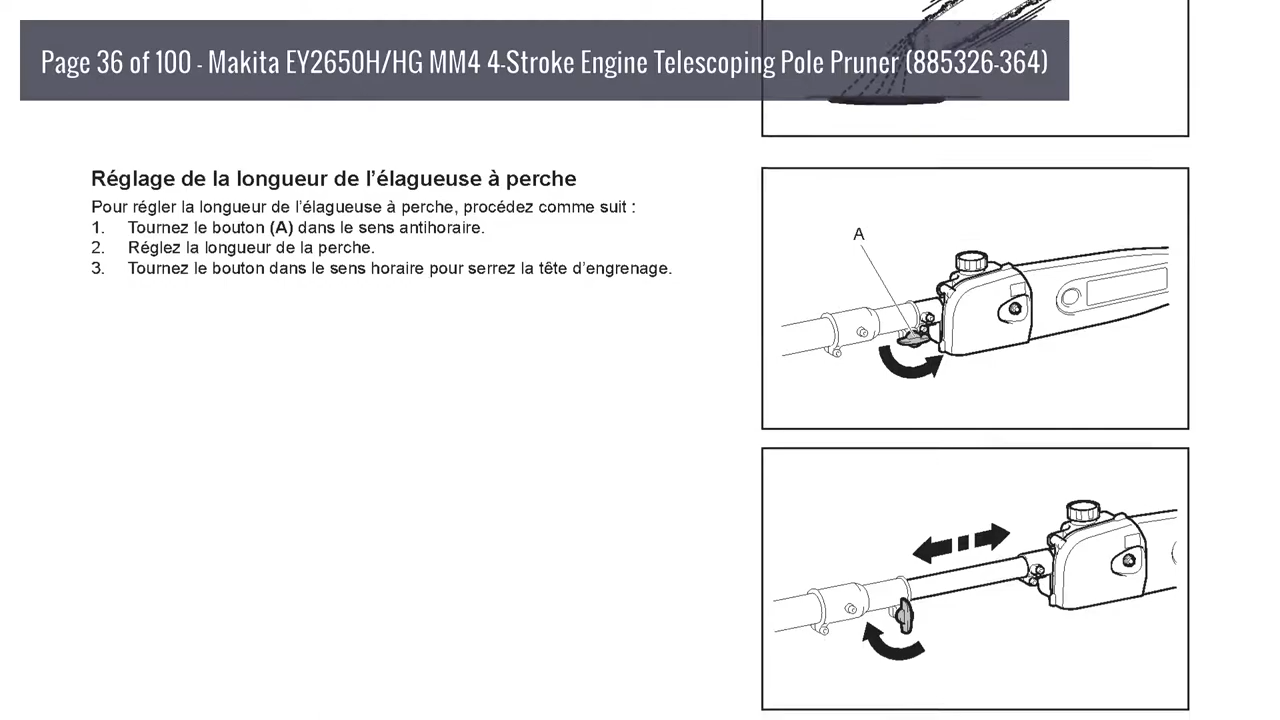 Page 36 of 100 - Makita EY2650H/HG MM4 4-Stroke Engine Telescoping Pole Pruner (885326-364)
Réglage de la longueur de l’élagueuse à perche
Pour régler la longueur de l’élagueuse à perche, procédez comme suit :
1. Tournez le bouton (A) dans le sens antihoraire.
2. Réglez la longueur de la perche.
3. Tournez le bouton dans le sens horaire pour serrez la tête d’engrenage.
A